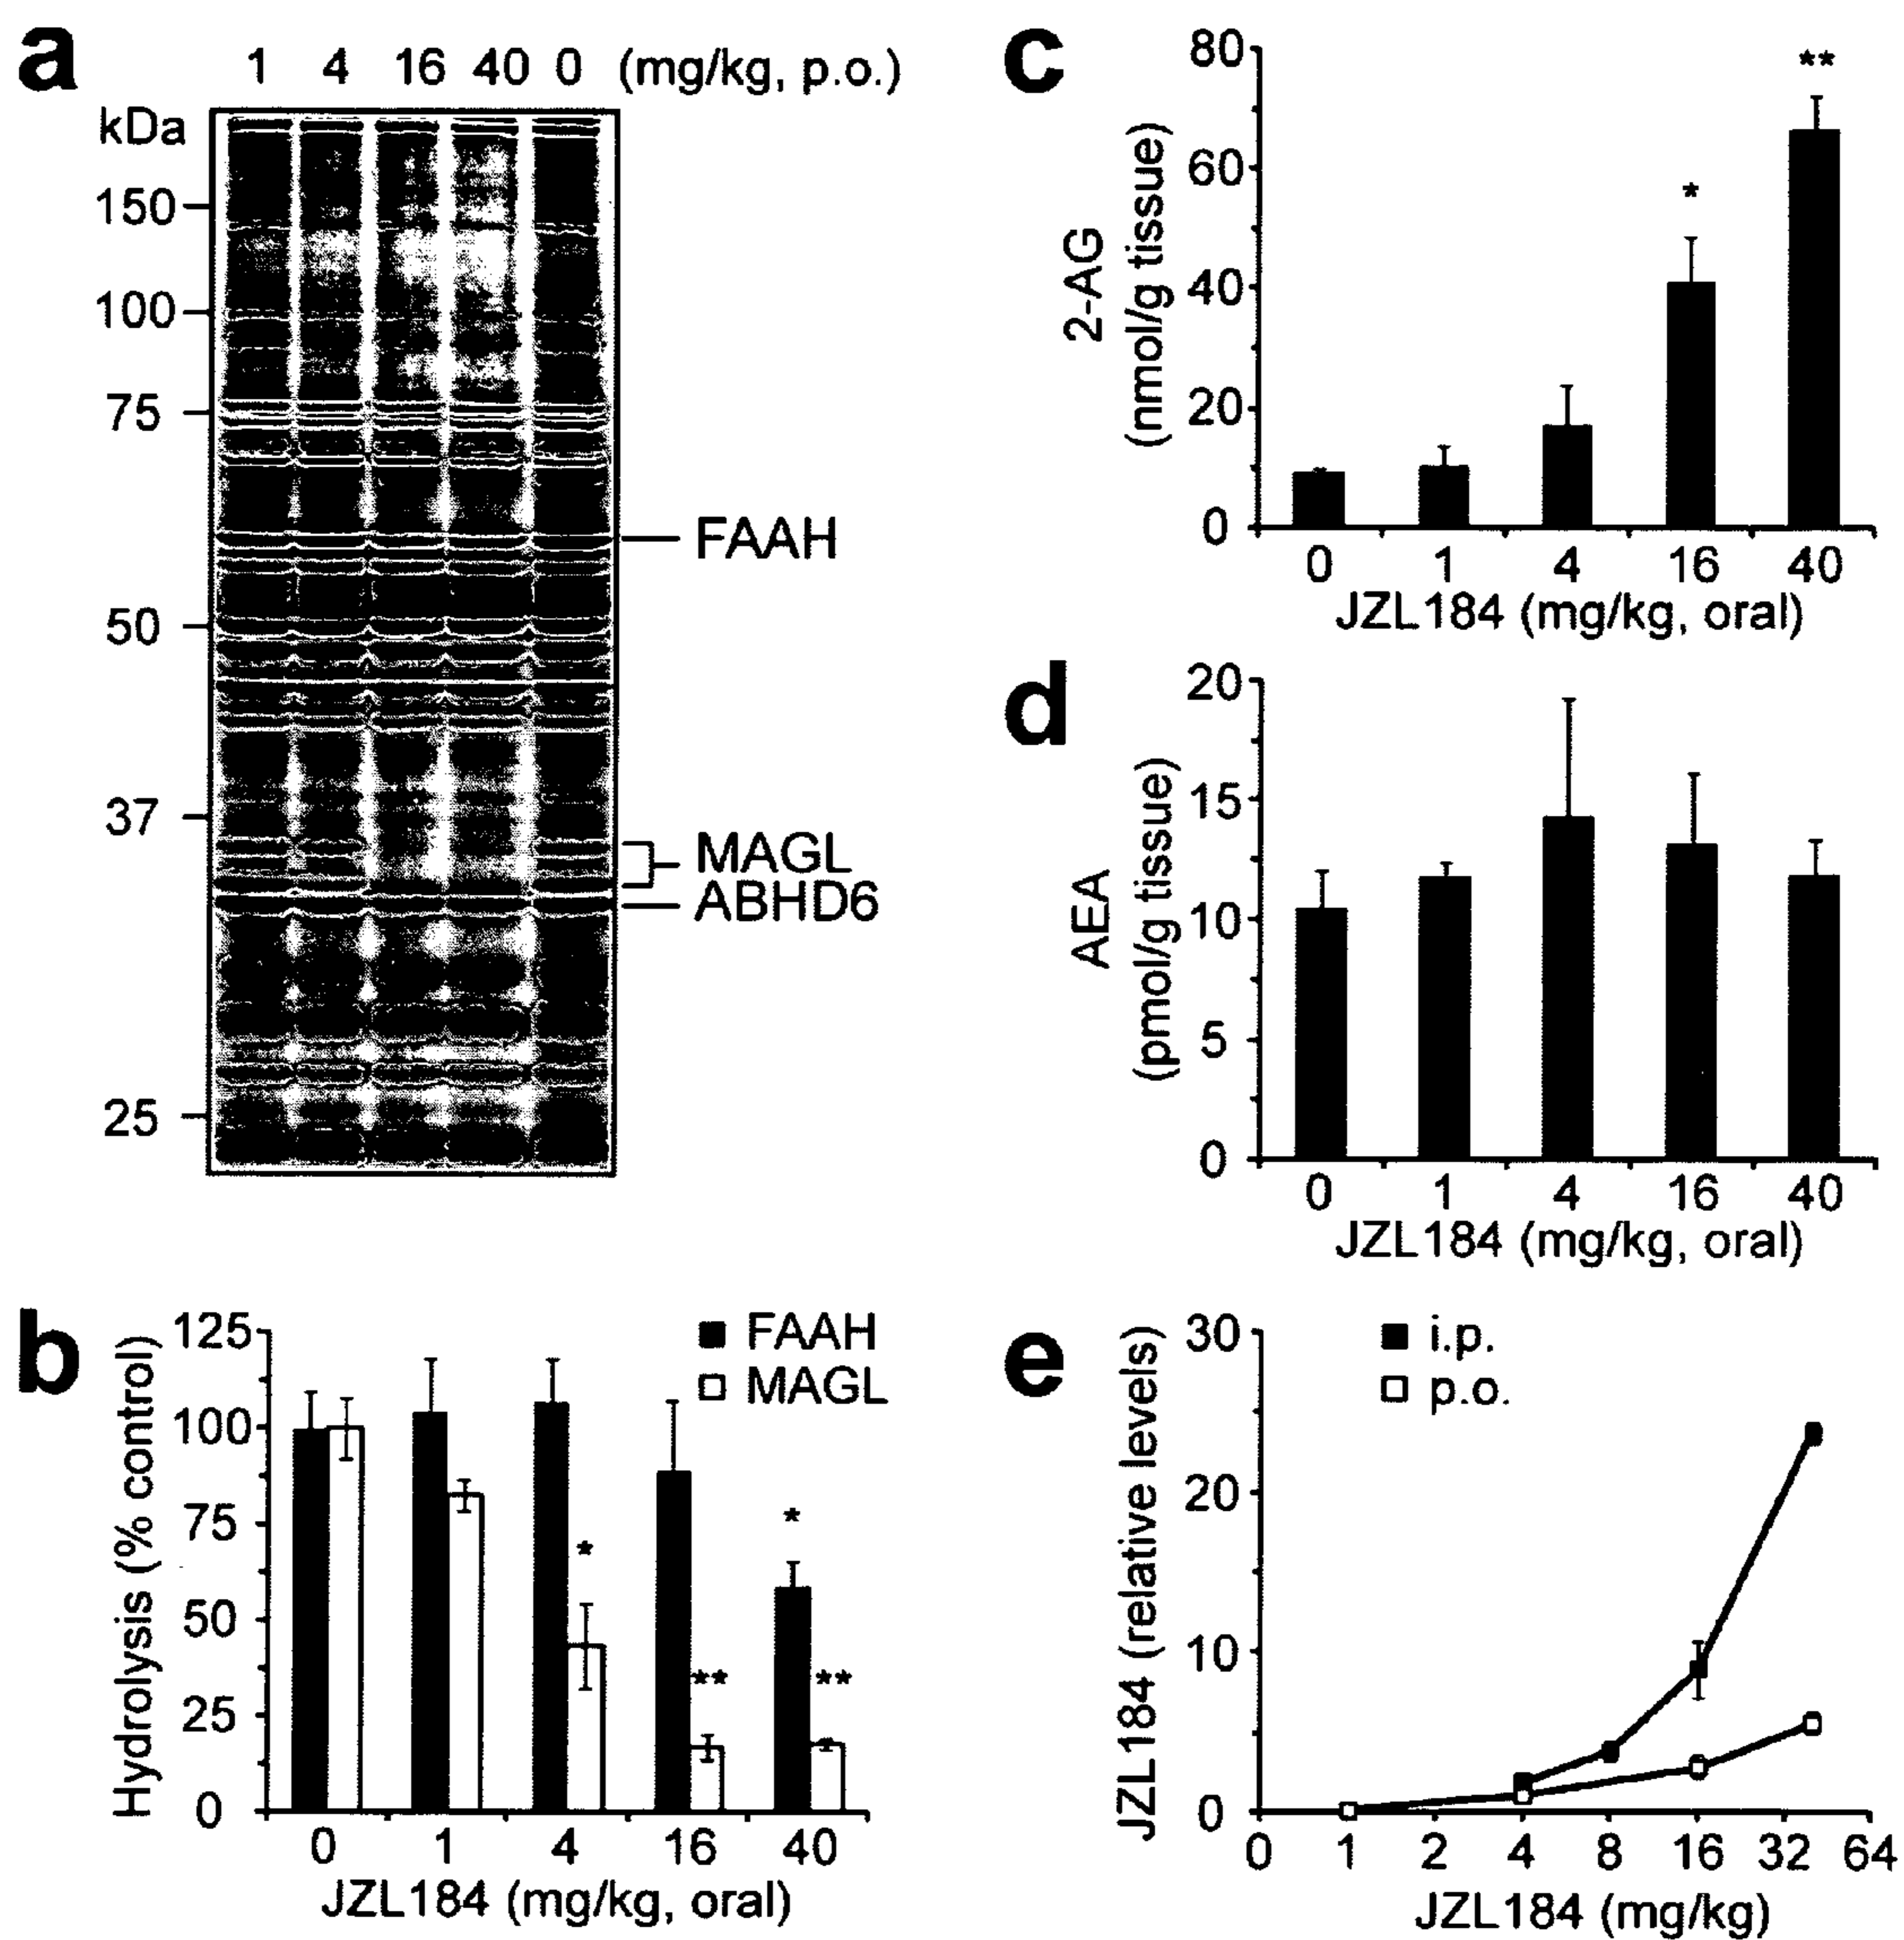 a
1 4 16 40 0 (mg/kg, p.o.)
kDa
150
100
75
50
37
25
FAAH
MAGL
ABHD6
b
Hydrolysis (% control)
125
100
75
50
25
0
FAAH
MAGL
*
**
*
**
0 1 4 16 40
JZL184 (mg/kg, oral)
c
2-AG
(nmol/g tissue)
80
60
40
20
0
*
**
0 1 4 16 40
JZL184 (mg/kg, oral)
d
AEA
(pmol/g tissue)
20
15
10
5
0
0 1 4 16 40
JZL184 (mg/kg, oral)
e
JZL184 (relative levels)
30
20
10
0
i.p.
p.o.
0 1 2 4 8 16 32 64
JZL184 (mg/kg)